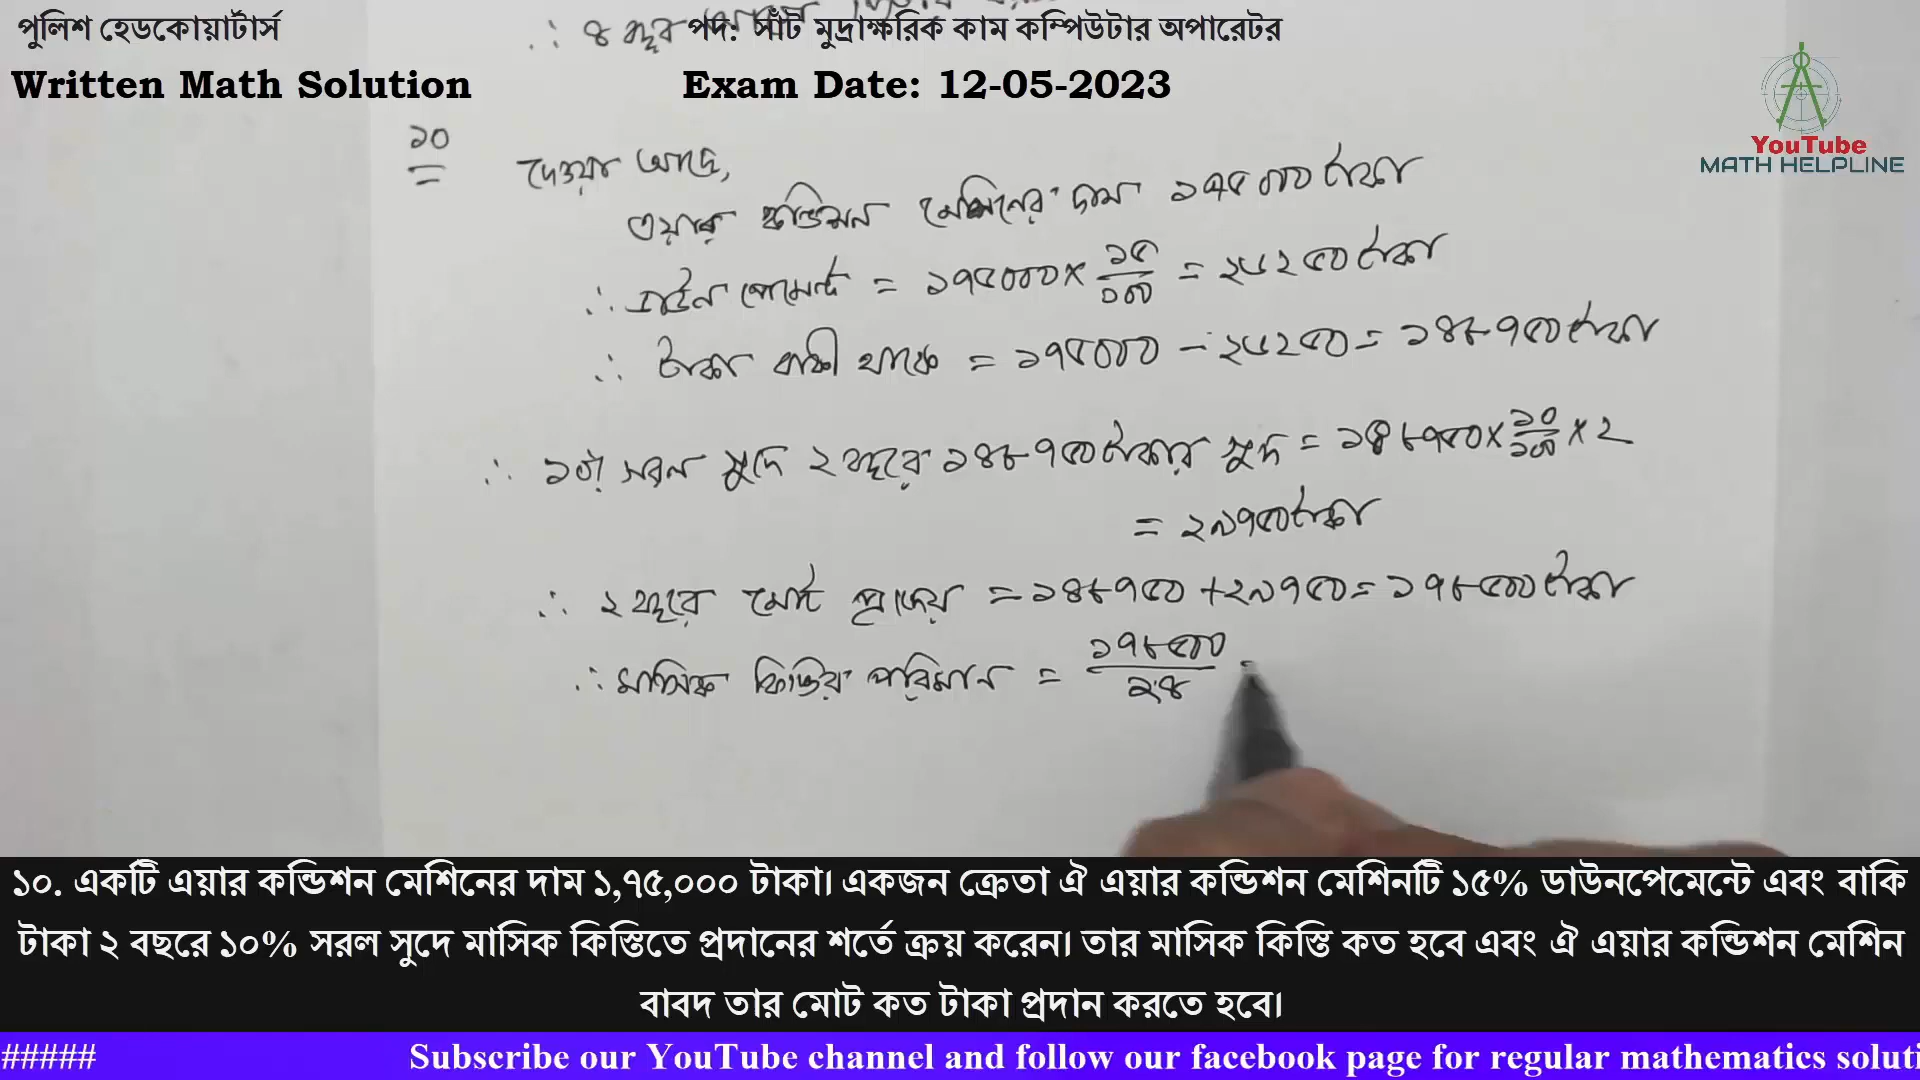 ∴ ৪ বছর
পুলিশ হেডকোয়ার্টার্স
পদ: সাঁট মুদ্রাক্ষরিক কাম কম্পিউটার অপারেটর
Written Math Solution
Exam Date: 12-05-2023
YouTube
MATH HELPLINE
১০
দেওয়া আছে,
এয়ার কন্ডিশন মেশিনের দাম ১৭৫০০০ টাকা
∴ ডাউন পেমেন্ট = ১৭৫০০০ × ১৫/১০০ = ২৬২৫০ টাকা
∴ টাকা বাকী থাকে = ১৭৫০০০ − ২৬২৫০ = ১৪৮৭৫০ টাকা
∴ ১০% সরল সুদে ২ বছরে ১৪৮৭৫০ টাকার সুদ = ১৪৮৭৫০ × ১০/১০০ × ২
= ২৯৭৫০ টাকা
∴ ২ বছরে মোট প্রদেয় = ১৪৮৭৫০ + ২৯৭৫০ = ১৭৮৫০০ টাকা
∴ মাসিক কিস্তির পরিমান = ১৭৮৫০০/২৪ =
১০. একটি এয়ার কন্ডিশন মেশিনের দাম ১,৭৫,০০০ টাকা। একজন ক্রেতা ঐ এয়ার কন্ডিশন মেশিনটি ১৫% ডাউনপেমেন্টে এবং বাকি
টাকা ২ বছরে ১০% সরল সুদে মাসিক কিস্তিতে প্রদানের শর্তে ক্রয় করেন। তার মাসিক কিস্তি কত হবে এবং ঐ এয়ার কন্ডিশন মেশিন
বাবদ তার মোট কত টাকা প্রদান করতে হবে।
##### Subscribe our YouTube channel and follow our facebook page for regular mathematics soluti